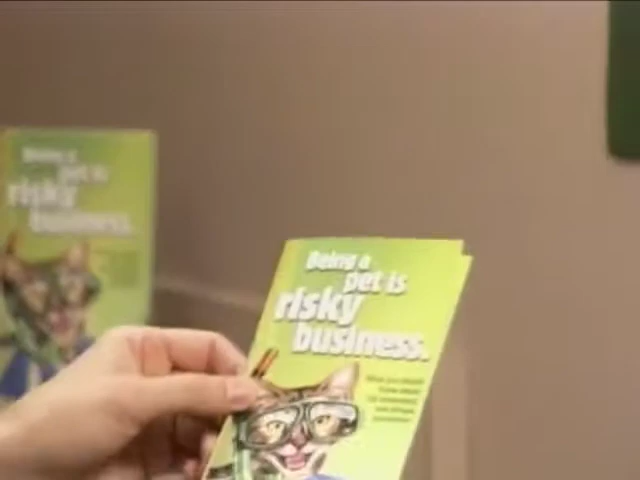 Being a
pet is
risky
business.
Being a
pet is
risky
business.